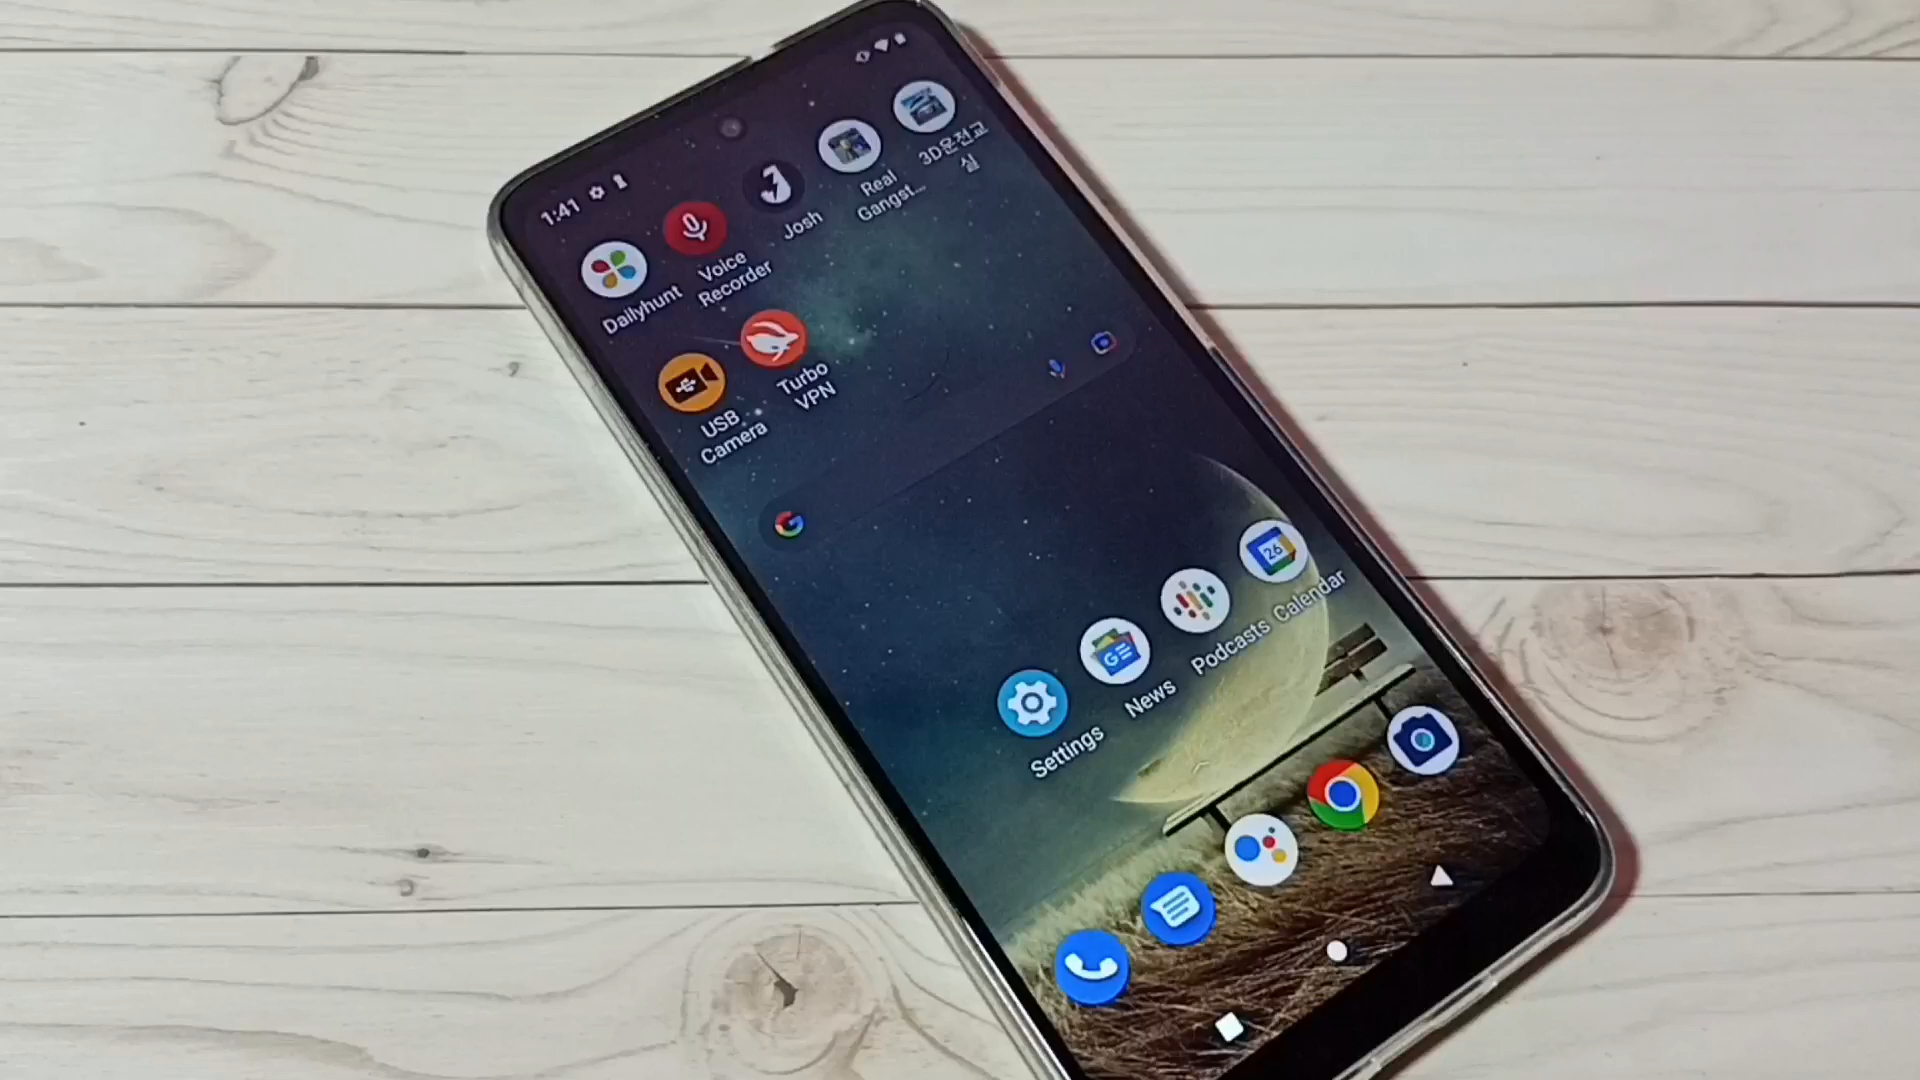 1:41
Dailyhunt
Voice
Recorder
Josh
Real
Gangst...
3D운전교
실
USB
Camera
Turbo
VPN
G
Settings
News
Podcasts
Calendar
26